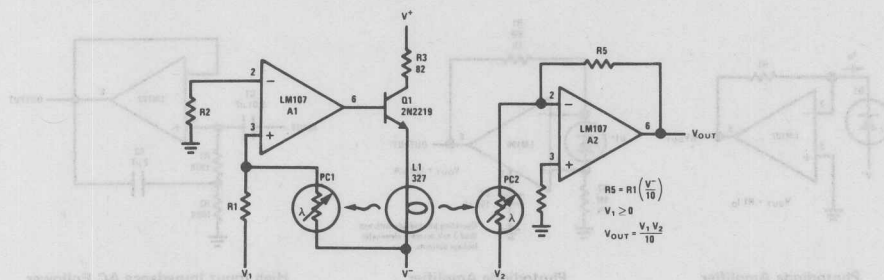 V+
R3
82
R5
2
LM107
A1
6
Q1
2N2219
R2
3
2
LM107
A2
6
VOUT
L1
327
PC1
PC2
3
R1
λ
λ
R5 = R1 (V−/10)
V1 ≥ 0
VOUT = V1 V2/10
V1
V−
V2